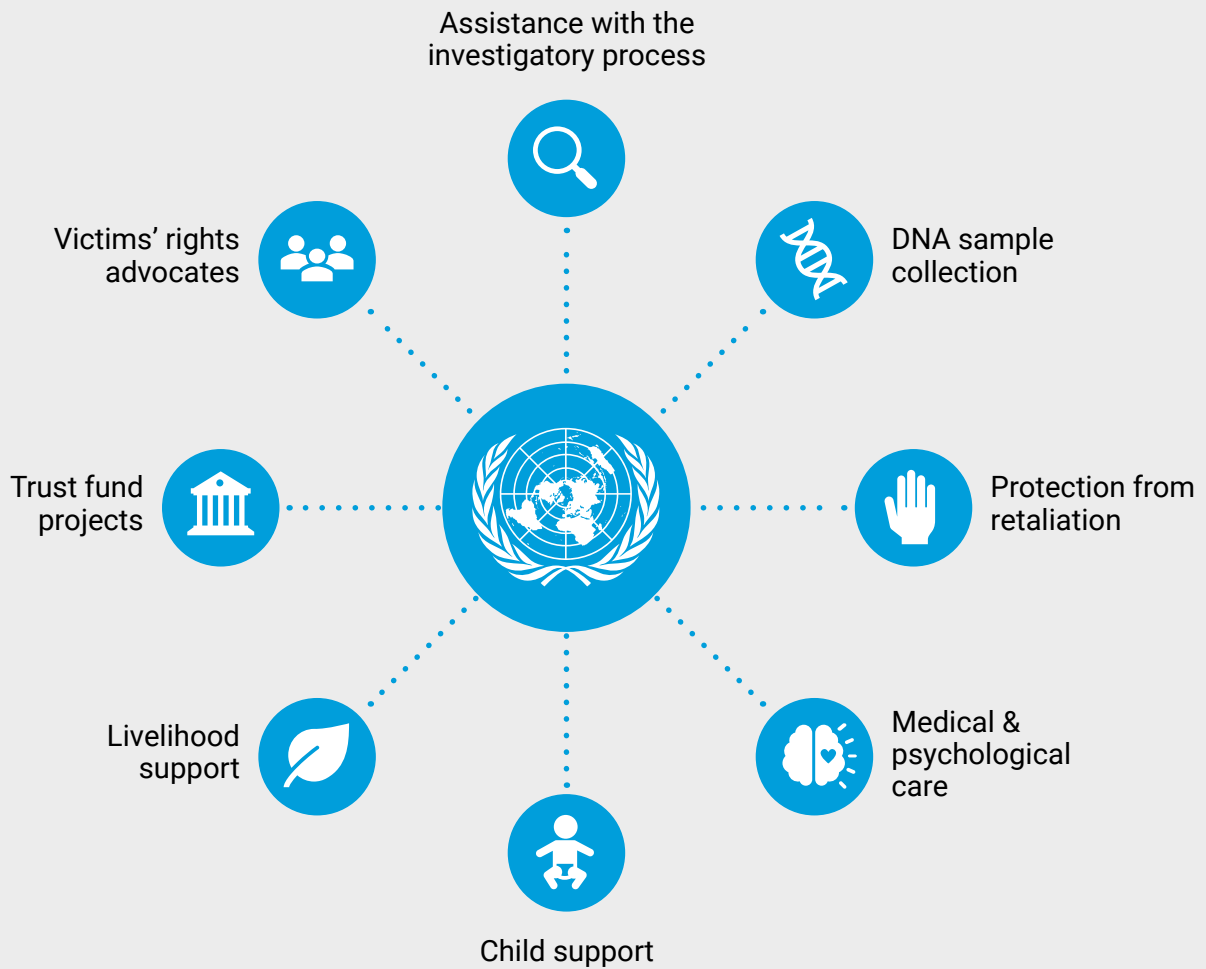 Assistance with the
investigatory process
Victims’ rights
advocates
DNA sample
collection
Trust fund
projects
Protection from
retaliation
Livelihood
support
Medical &
psychological
care
Child support